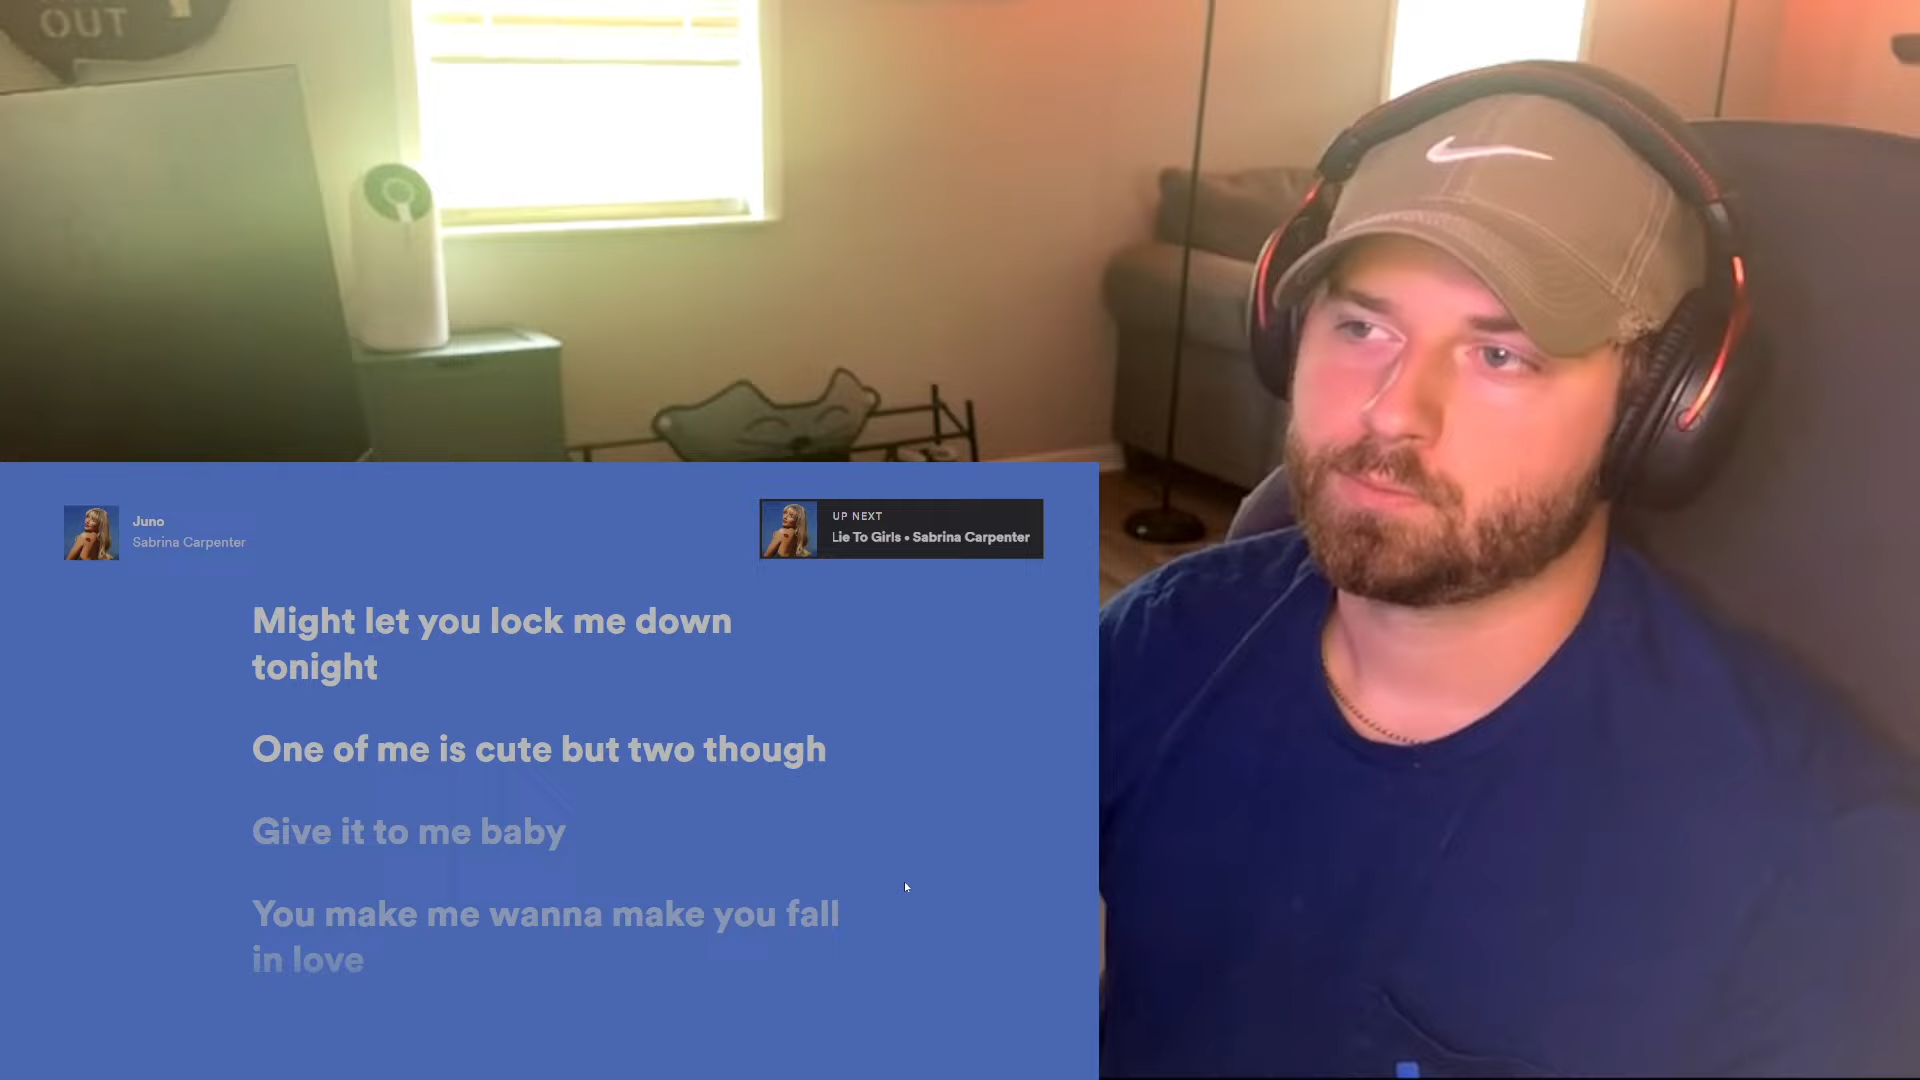 OUT
Juno
Sabrina Carpenter
UP NEXT
Lie To Girls • Sabrina Carpenter
Might let you lock me down
tonight
One of me is cute but two though
Give it to me baby
You make me wanna make you fall
in love